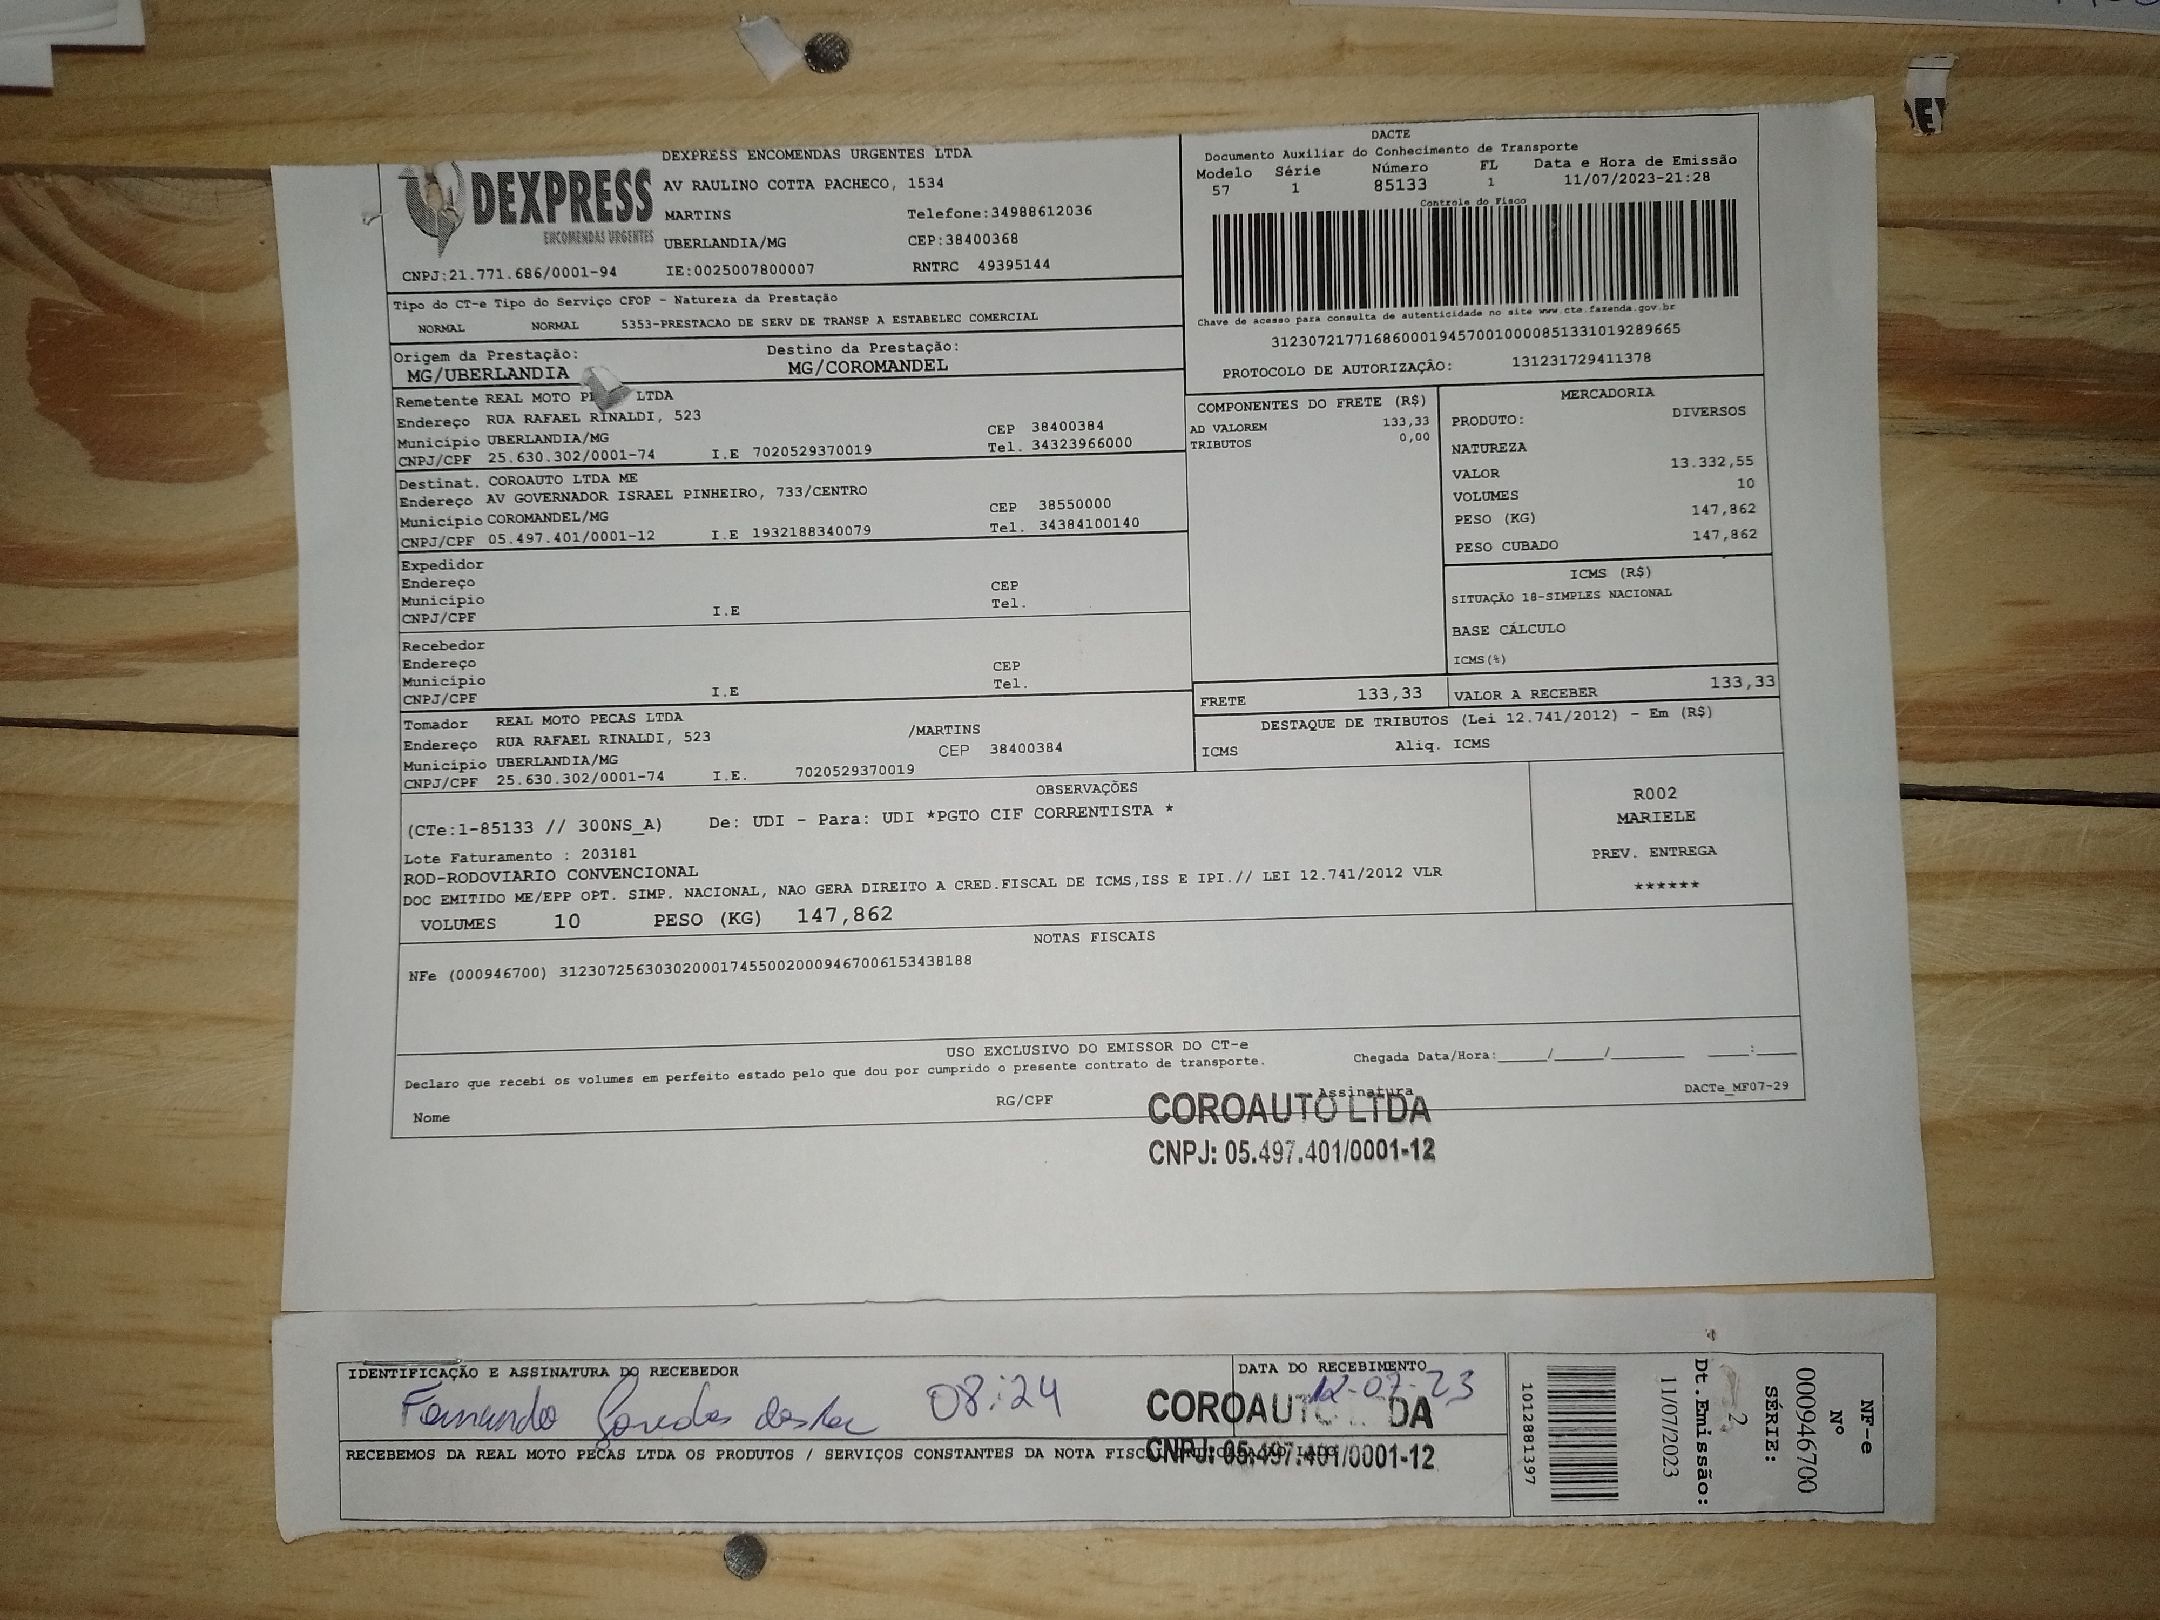 DEXPRESS
ENCOMENDAS URGENTES
DEXPRESS ENCOMENDAS URGENTES LTDA
AV RAULINO COTTA PACHECO, 1534
MARTINS Telefone:34988612036
UBERLANDIA/MG CEP:38400368
CNPJ:21.771.686/0001-94 IE:0025007800007 RNTRC 49395144
DACTE
Documento Auxiliar do Conhecimento de Transporte
Modelo Série Número FL Data e Hora de Emissão
57 1 85133 1 11/07/2023-21:28
Controle do Fisco
Chave de acesso para consulta de autenticidade no site www.cte.fazenda.gov.br
31230721771686000194570010000851331019289665
PROTOCOLO DE AUTORIZAÇÃO: 131231729411378
Tipo do CT-e Tipo do Serviço CFOP - Natureza da Prestação
NORMAL NORMAL 5353-PRESTACAO DE SERV DE TRANSP A ESTABELEC COMERCIAL
Origem da Prestação: Destino da Prestação:
MG/UBERLANDIA MG/COROMANDEL
Remetente REAL MOTO LTDA
Endereço RUA RAFAEL RINALDI, 523
Município UBERLANDIA/MG CEP 38400384
CNPJ/CPF 25.630.302/0001-74 I.E 7020529370019 Tel. 34323966000
Destinat. COROAUTO LTDA ME
Endereço AV GOVERNADOR ISRAEL PINHEIRO, 733/CENTRO
Município COROMANDEL/MG CEP 38550000
CNPJ/CPF 05.497.401/0001-12 I.E 1932188340079 Tel. 34384100140
Expedidor
Endereço CEP
Município Tel.
CNPJ/CPF I.E
Recebedor
Endereço CEP
Município Tel.
CNPJ/CPF I.E
Tomador REAL MOTO PECAS LTDA
Endereço RUA RAFAEL RINALDI, 523 /MARTINS
Município UBERLANDIA/MG CEP 38400384
CNPJ/CPF 25.630.302/0001-74 I.E. 7020529370019
COMPONENTES DO FRETE (R$)
AD VALOREM 133,33
TRIBUTOS 0,00
MERCADORIA
PRODUTO: DIVERSOS
NATUREZA
VALOR 13.332,55
VOLUMES 10
PESO (KG) 147,862
PESO CUBADO 147,862
ICMS (R$)
SITUAÇÃO 18-SIMPLES NACIONAL
BASE CÁLCULO
ICMS(%)
FRETE 133,33 VALOR A RECEBER 133,33
DESTAQUE DE TRIBUTOS (Lei 12.741/2012) - Em (R$)
ICMS Aliq. ICMS
OBSERVAÇÕES
(CTe:1-85133 // 300NS_A) De: UDI - Para: UDI *PGTO CIF CORRENTISTA *
Lote Faturamento : 203181
ROD-RODOVIARIO CONVENCIONAL
DOC EMITIDO ME/EPP OPT. SIMP. NACIONAL, NAO GERA DIREITO A CRED.FISCAL DE ICMS,ISS E IPI.// LEI 12.741/2012 VLR
VOLUMES 10 PESO (KG) 147,862
R002
MARIELE
PREV. ENTREGA
******
NOTAS FISCAIS
NFe (000946700) 31230725630302000174550020009467006153438188
USO EXCLUSIVO DO EMISSOR DO CT-e
Declaro que recebi os volumes em perfeito estado pelo que dou por cumprido o presente contrato de transporte. Chegada Data/Hora:____/____/______ ___:___
Nome RG/CPF Assinatura DACTe_MF07-29
COROAUTO LTDA
CNPJ: 05.497.401/0001-12
IDENTIFICAÇÃO E ASSINATURA DO RECEBEDOR DATA DO RECEBIMENTO
Fernando 08:24 12-07-23
COROAUTO LTDA
RECEBEMOS DA REAL MOTO PEÇAS LTDA OS PRODUTOS / SERVIÇOS CONSTANTES DA NOTA
CNPJ: 05.497.401/0001-12
NF-e
Nº
000946700
SÉRIE:
2
Dt.Emissão:
11/07/2023
1012881397